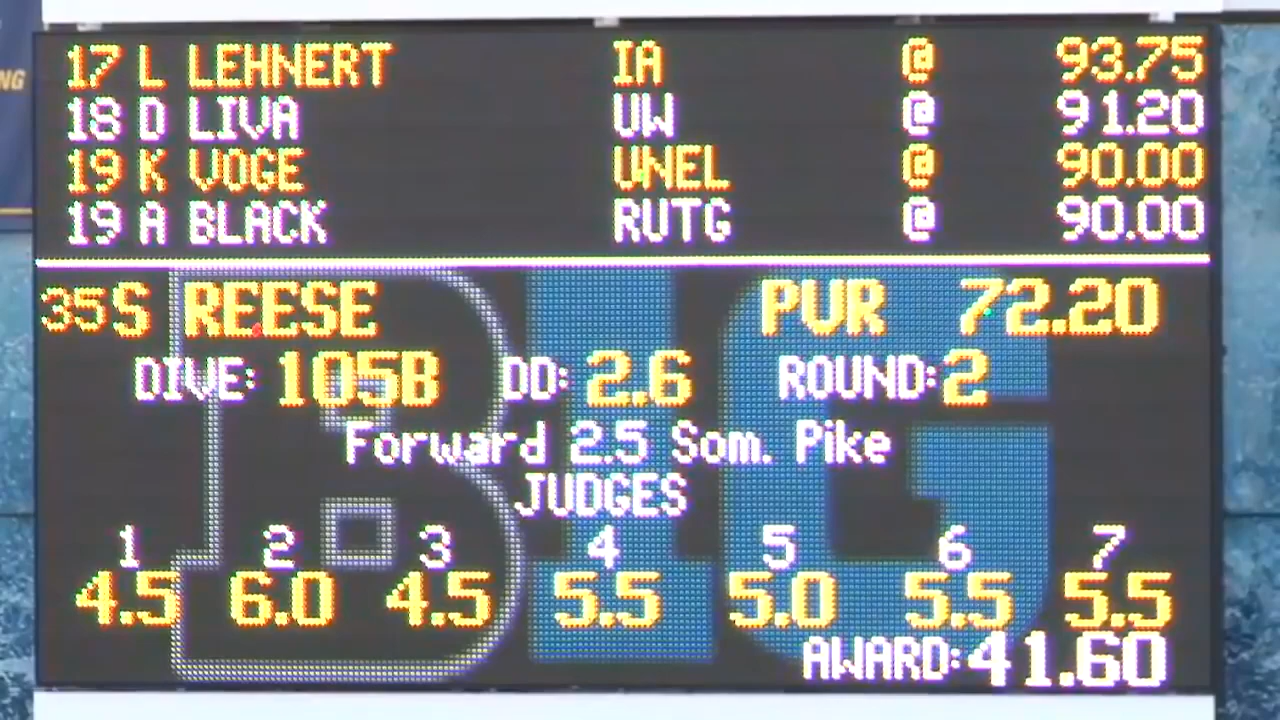 NG
17 L LEHNERT IA @ 93.75
18 D LIVA UW @ 91.20
19 K VOGE UNEL @ 90.00
19 A BLACK RUTG @ 90.00
35 S REESE PUR 72.20
DIVE: 105B DD: 2.6 ROUND: 2
Forward 2.5 Som. Pike
JUDGES
1 2 3 4 5 6 7
4.5 6.0 4.5 5.5 5.0 5.5 5.5
AWARD: 41.60
B1G